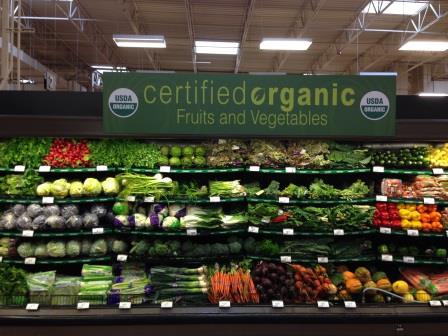 USDA
ORGANIC
certified organic
Fruits and Vegetables
USDA
ORGANIC